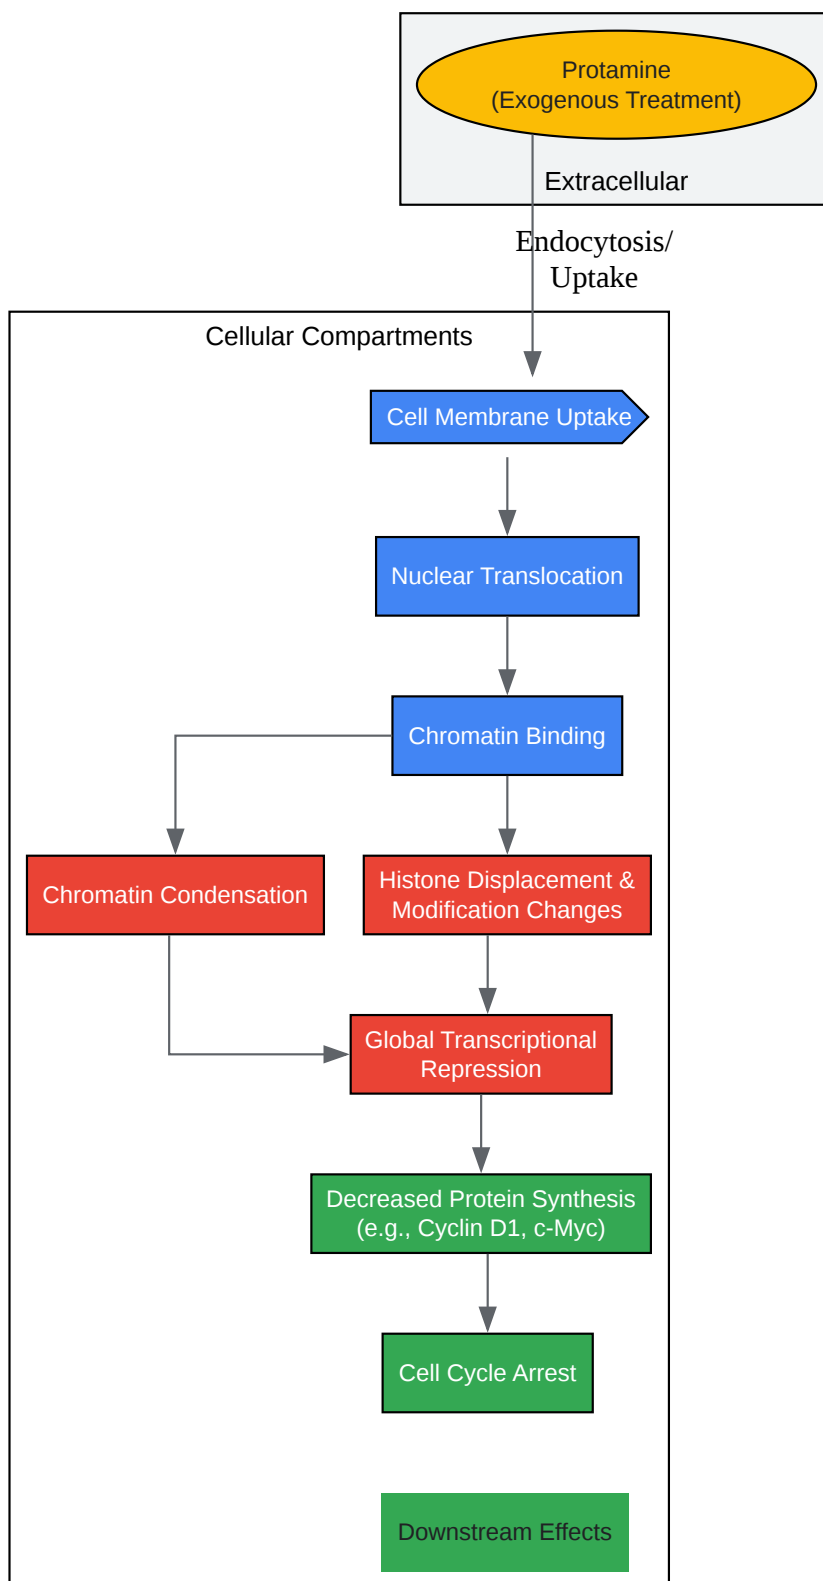 Protamine
(Exogenous Treatment)
Extracellular
Endocytosis/
Uptake
Cellular Compartments
Cell Membrane Uptake
Nuclear Translocation
Chromatin Binding
Chromatin Condensation
Histone Displacement &
Modification Changes
Global Transcriptional
Repression
Decreased Protein Synthesis
(e.g., Cyclin D1, c-Myc)
Cell Cycle Arrest
Downstream Effects